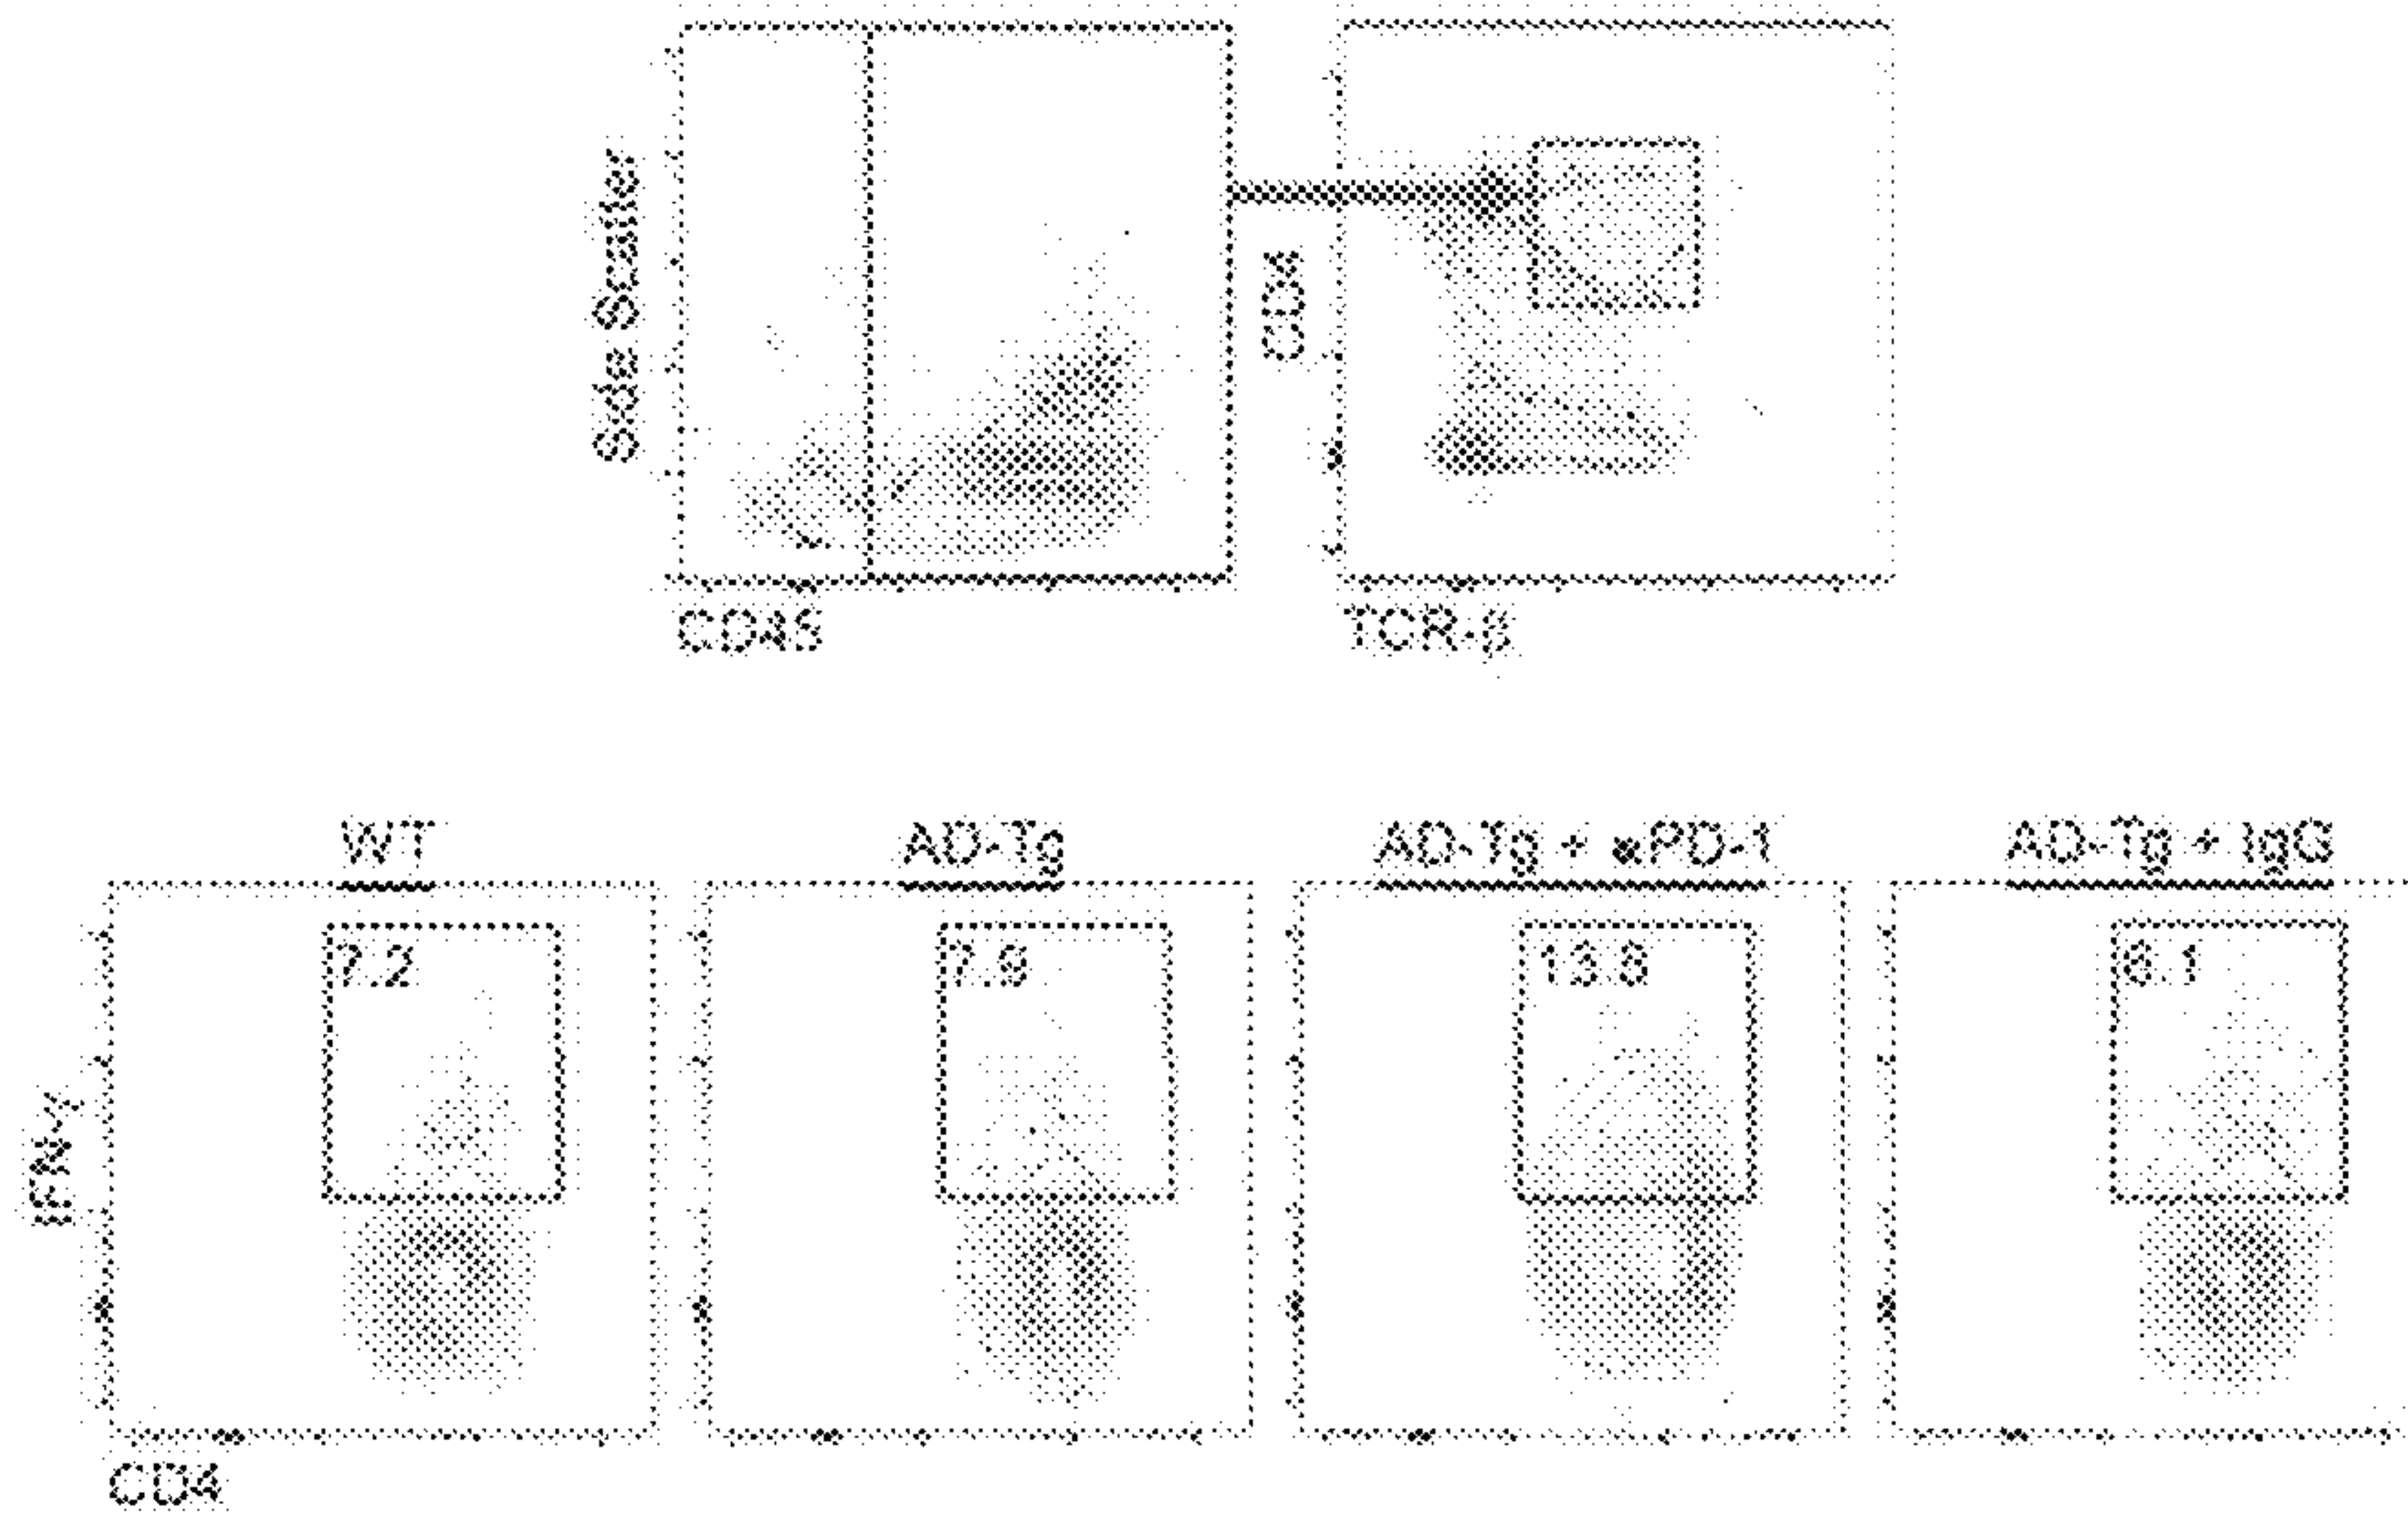 Side Scatter
CD45
CD4
TCR-β
WT
AD-Tg
AD-Tg + αPD-1
AD-Tg + IgG
7.2
7.9
13.8
6.1
IFN-γ
CD4